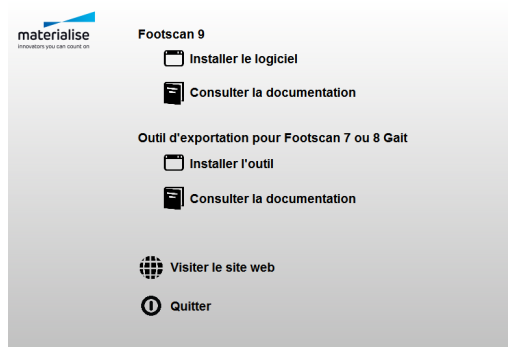 materialise
innovators you can count on
Footscan 9
Installer le logiciel
Consulter la documentation
Outil d'exportation pour Footscan 7 ou 8 Gait
Installer l'outil
Consulter la documentation
Visiter le site web
Quitter